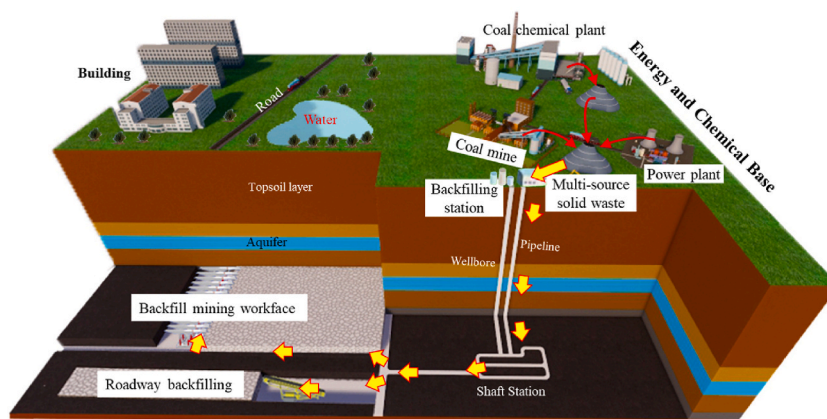 Coal chemical plant
Energy and Chemical Base
Building
Road
Water
Coal mine
Power plant
Backfilling
station
Multi-source
solid waste
Topsoil layer
Aquifer
Pipeline
Wellbore
Backfill mining workface
Roadway backfilling
Shaft Station